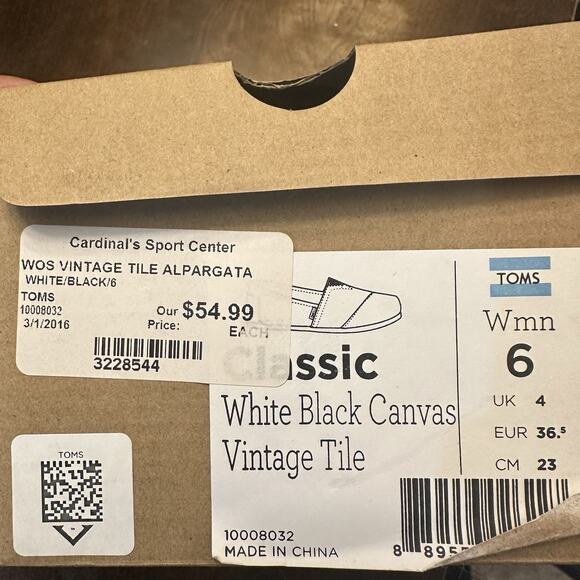 Cardinal's Sport Center
WOS VINTAGE TILE ALPARGATA
WHITE/BLACK/6
TOMS
10008032
3/1/2016
Our Price: $54.99
EACH
3228544
TOMS
Classic
White Black Canvas
Vintage Tile
10008032
MADE IN CHINA
TOMS
Wmn
6
UK 4
EUR 36.5
CM 23
8 8955